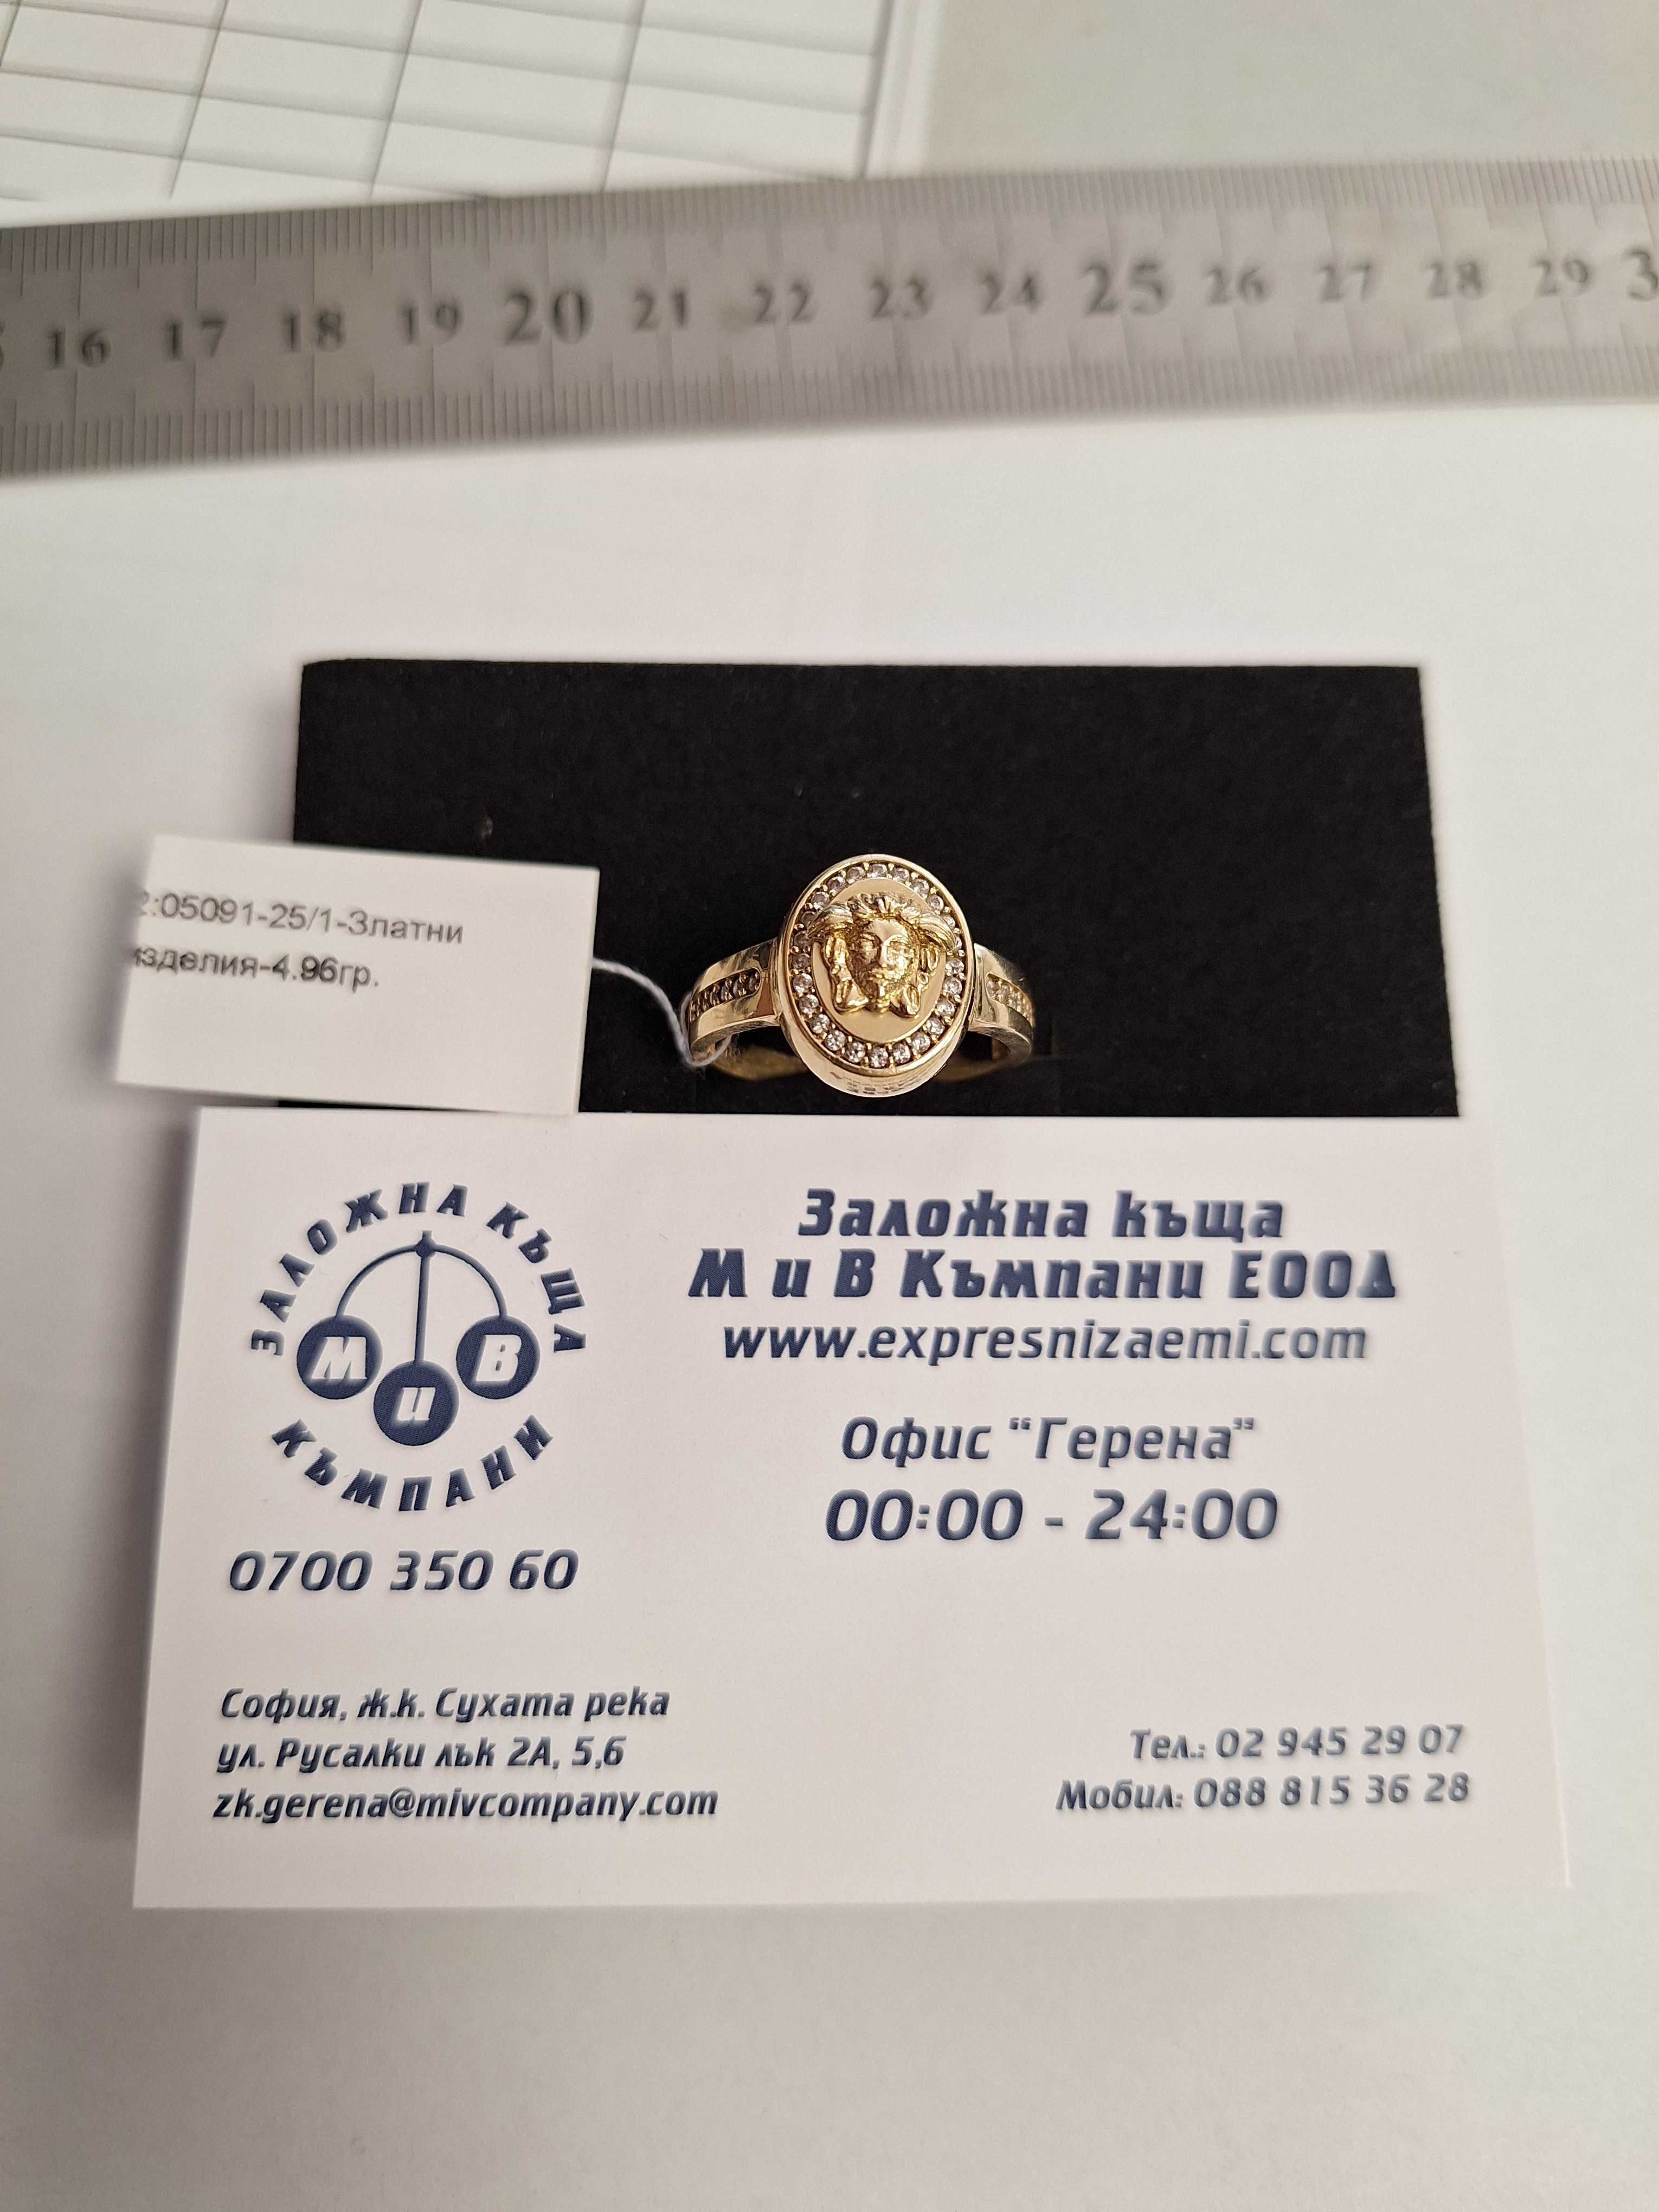 16 17 18 19 20 21 22 23 24 25 26 27 28 29 3
2:05091-25/1-Златни
изделия-4.96гр.
ЗАЛОЖНА КЪЩА
М и В
КЪМПАНИ
0700 350 60
Заложна къща
М и В Къмпани ЕООД
www.expresnizaemi.com
Офис "Герена"
00:00 - 24:00
София, ж.к. Сухата река
ул. Русалки лък 2А, 5,6
zk.gerena@mivcompany.com
Тел.: 02 945 29 07
Мобил: 088 815 36 28